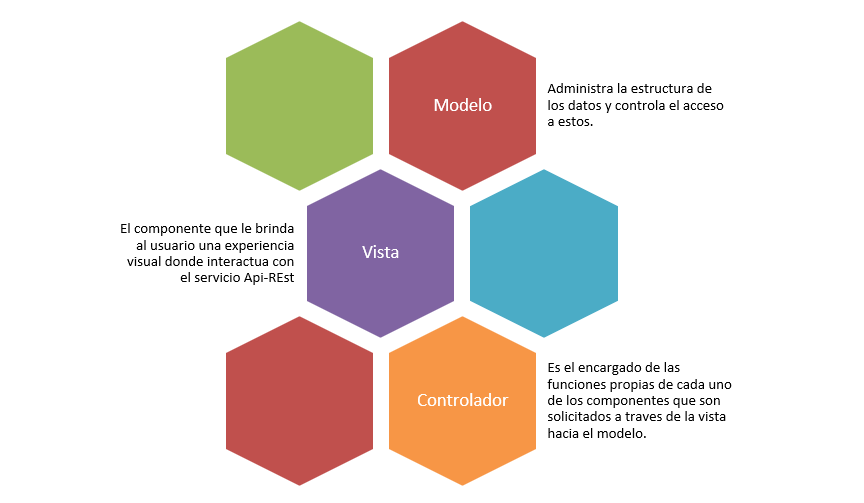 Modelo
Administra la estructura de
los datos y controla el acceso
a estos.
El componente que le brinda
al usuario una experiencia
visual donde interactua con
el servicio Api-REst
Vista
Controlador
Es el encargado de las
funciones propias de cada uno
de los componentes que son
solicitados a traves de la vista
hacia el modelo.